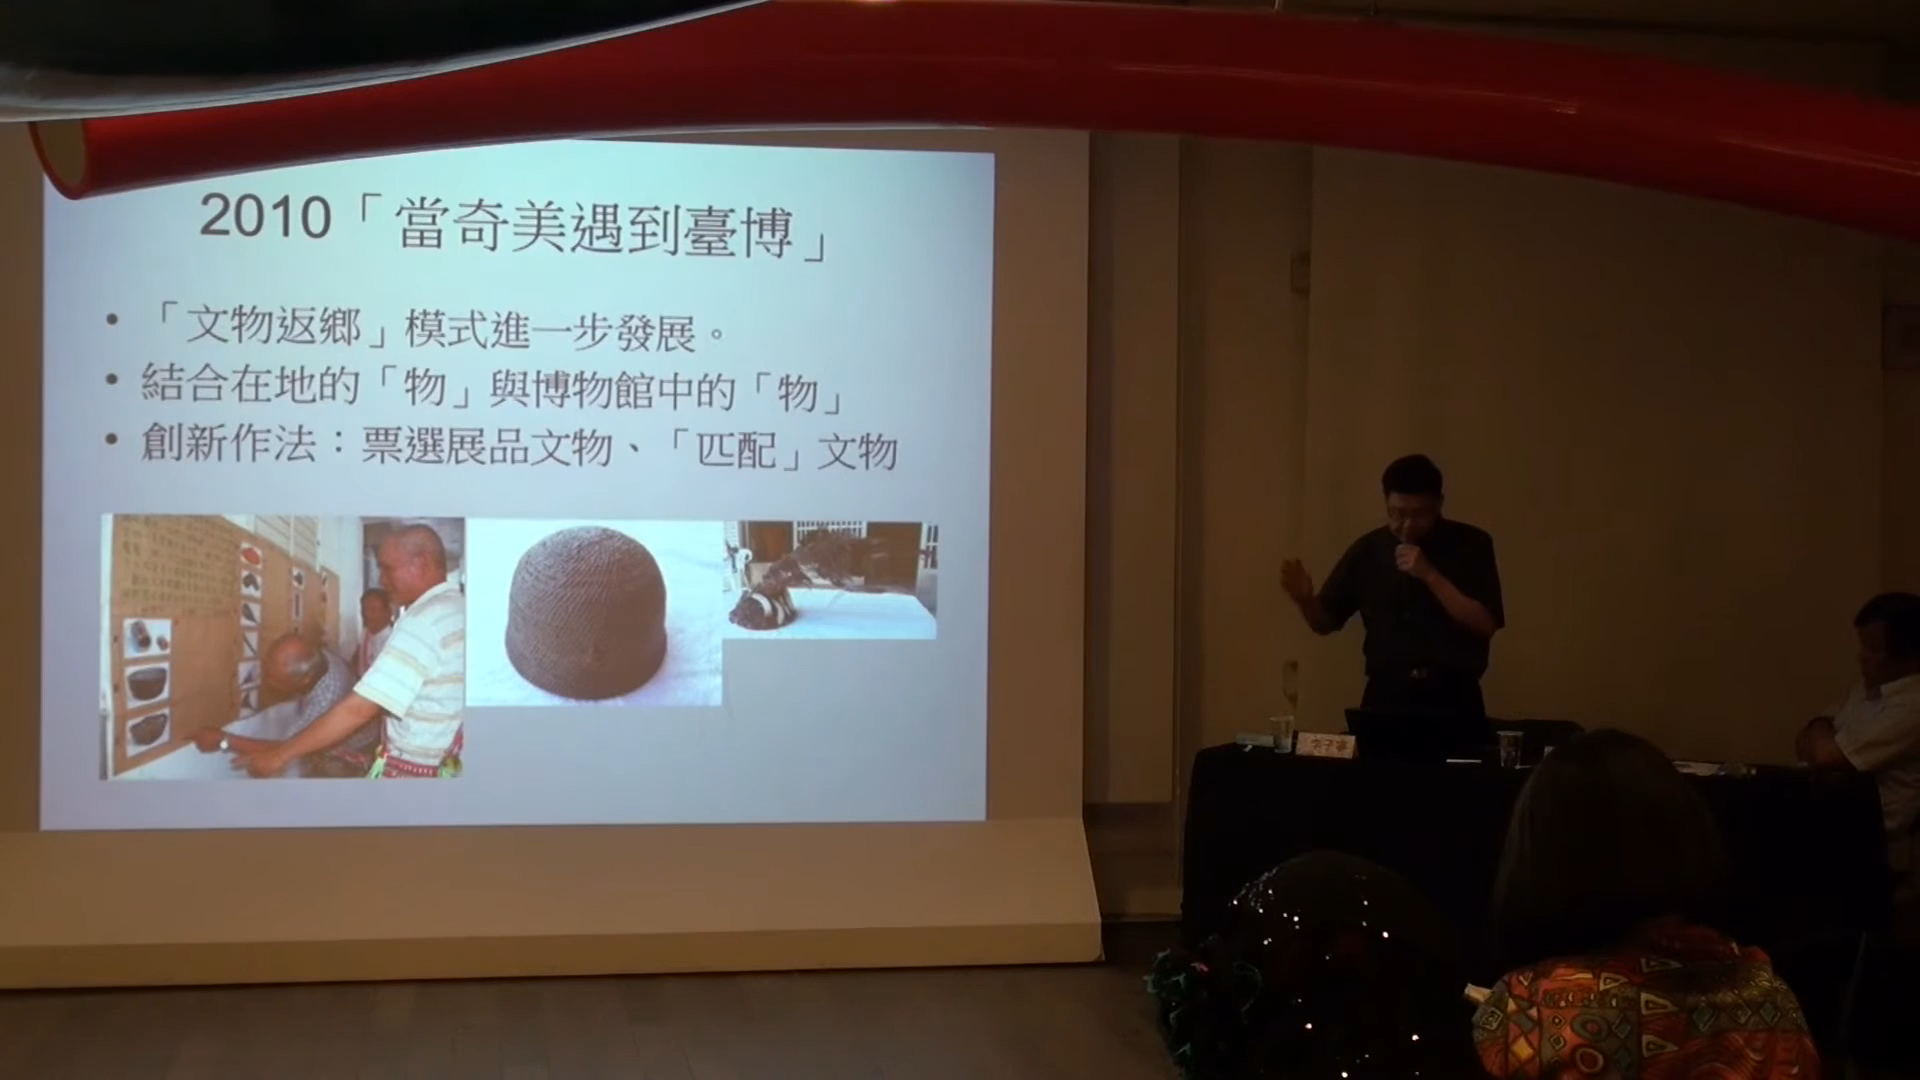 2010「當奇美遇到臺博」
• 「文物返鄉」模式進一步發展。
• 結合在地的「物」與博物館中的「物」
• 創新作法：票選展品文物、「匹配」文物